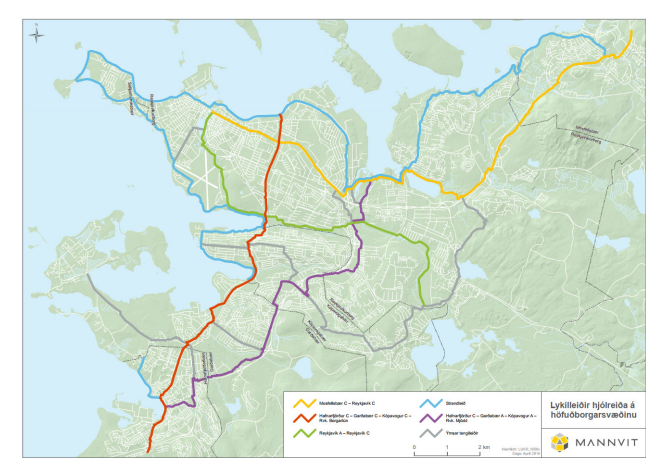 Mosfellsbær C – Reykjavík C
Hafnarfjörður C – Garðabær C – Kópavogur C –
Rvk. Borgartún
Reykjavík A – Reykjavík C
Strandleið
Hafnarfjörður C – Garðabær A – Kópavogur A –
Rvk. Mjódd
Ýmsar tengileiðir
0 1 2 km
Lykilleiðir hjólreiða á
höfuðborgarsvæðinu
MANNVIT